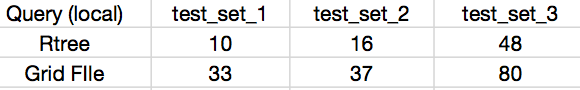 Query (local) test_set_1 test_set_2 test_set_3
Rtree 10 16 48
Grid FIle 33 37 80